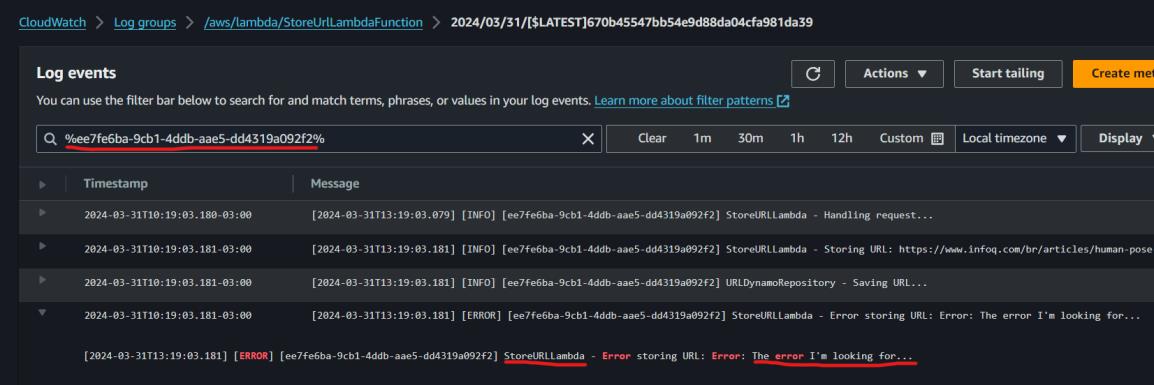 CloudWatch > Log groups > /aws/lambda/StoreUrlLambdaFunction > 2024/03/31/[$LATEST]670b45547bb54e9d88da04cfa981da39
Log events
Actions
Start tailing
Create met
You can use the filter bar below to search for and match terms, phrases, or values in your log events. Learn more about filter patterns
%ee7fe6ba-9cb1-4ddb-aae5-dd4319a092f2%
Clear 1m 30m 1h 12h Custom Local timezone Display
Timestamp Message
2024-03-31T10:19:03.180-03:00 [2024-03-31T13:19:03.079] [INFO] [ee7fe6ba-9cb1-4ddb-aae5-dd4319a092f2] StoreURLLambda - Handling request...
2024-03-31T10:19:03.181-03:00 [2024-03-31T13:19:03.181] [INFO] [ee7fe6ba-9cb1-4ddb-aae5-dd4319a092f2] StoreURLLambda - Storing URL: https://www.infoq.com/br/articles/human-pose
2024-03-31T10:19:03.181-03:00 [2024-03-31T13:19:03.181] [INFO] [ee7fe6ba-9cb1-4ddb-aae5-dd4319a092f2] URLDynamoRepository - Saving URL...
2024-03-31T10:19:03.181-03:00 [2024-03-31T13:19:03.181] [ERROR] [ee7fe6ba-9cb1-4ddb-aae5-dd4319a092f2] StoreURLLambda - Error storing URL: Error: The error I'm looking for...
[2024-03-31T13:19:03.181] [ERROR] [ee7fe6ba-9cb1-4ddb-aae5-dd4319a092f2] StoreURLLambda - Error storing URL: Error: The error I'm looking for...